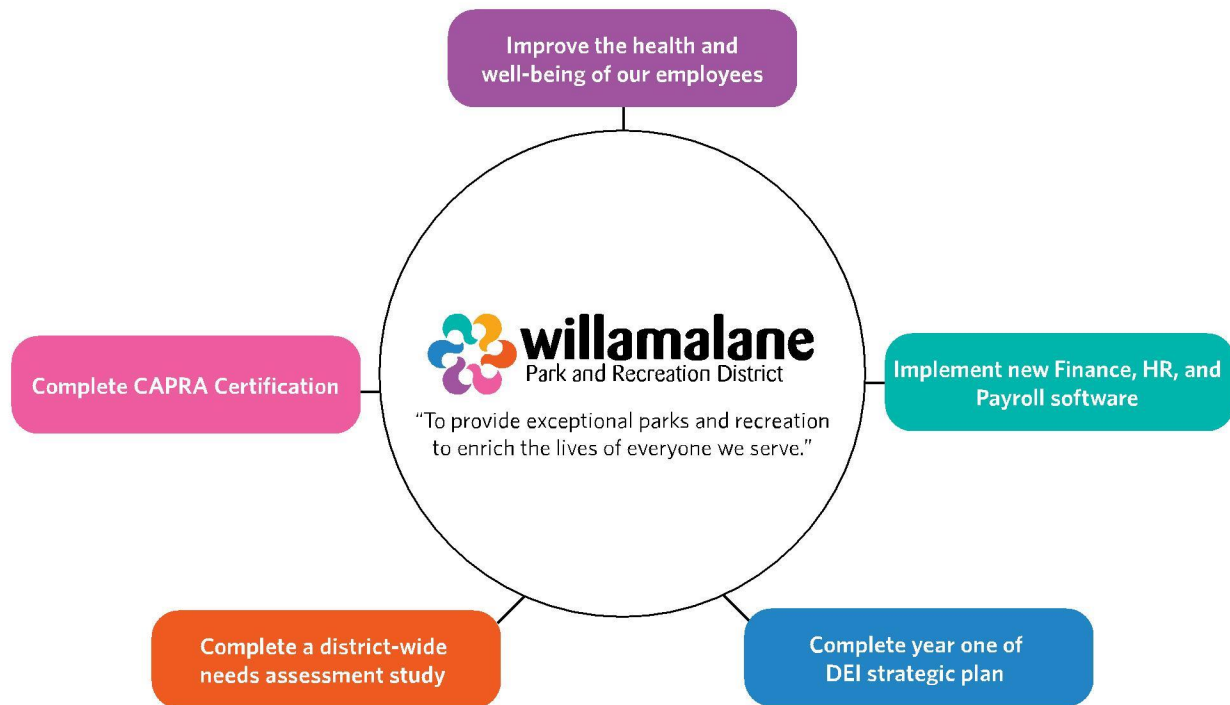 Improve the health and
well-being of our employees
Complete CAPRA Certification
willamalane
Park and Recreation District
“To provide exceptional parks and recreation
to enrich the lives of everyone we serve.”
Implement new Finance, HR, and
Payroll software
Complete a district-wide
needs assessment study
Complete year one of
DEI strategic plan